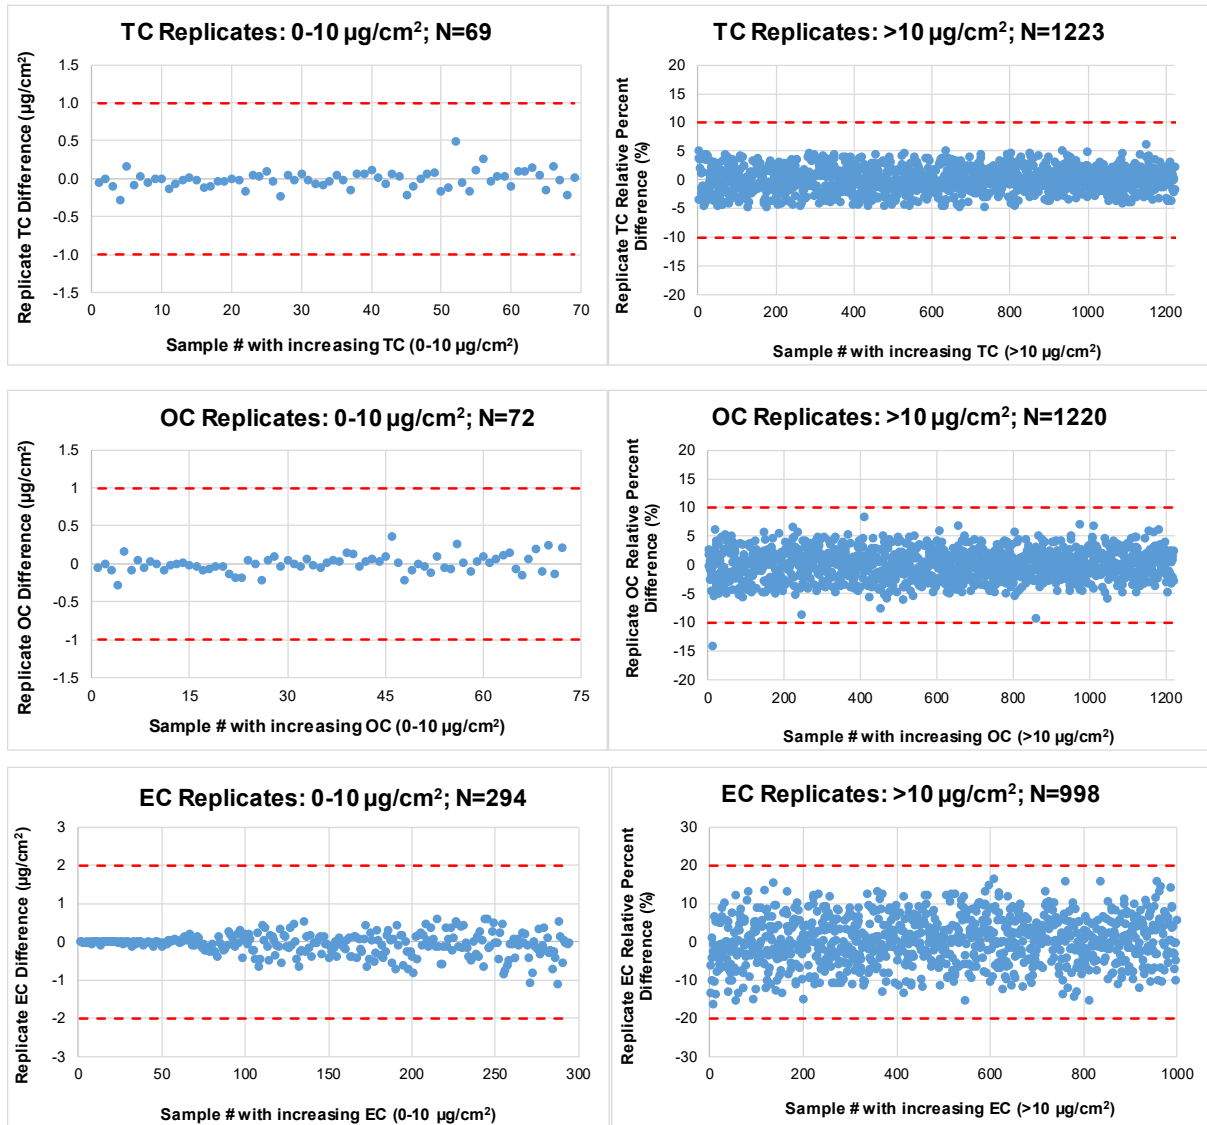 TC Replicates: 0-10 µg/cm²; N=69
Replicate TC Difference (µg/cm²)
1.5
1.0
0.5
0.0
-0.5
-1.0
-1.5
0 10 20 30 40 50 60 70
Sample # with increasing TC (0-10 µg/cm²)
TC Replicates: >10 µg/cm²; N=1223
Replicate TC Relative Percent
Difference (%)
20
15
10
5
0
-5
-10
-15
-20
0 200 400 600 800 1000 1200
Sample # with increasing TC (>10 µg/cm²)
OC Replicates: 0-10 µg/cm²; N=72
Replicate OC Difference (µg/cm²)
1.5
1
0.5
0
-0.5
-1
-1.5
0 15 30 45 60 75
Sample # with increasing OC (0-10 µg/cm²)
OC Replicates: >10 µg/cm²; N=1220
Replicate OC Relative Percent
Difference (%)
20
15
10
5
0
-5
-10
-15
-20
0 200 400 600 800 1000 1200
Sample # with increasing OC (>10 µg/cm²)
EC Replicates: 0-10 µg/cm²; N=294
Replicate EC Difference (µg/cm²)
3
2
1
0
-1
-2
-3
0 50 100 150 200 250 300
Sample # with increasing EC (0-10 µg/cm²)
EC Replicates: >10 µg/cm²; N=998
Replicate EC Relative Percent
Difference (%)
30
20
10
0
-10
-20
-30
0 200 400 600 800 1000
Sample # with increasing EC (>10 µg/cm²)